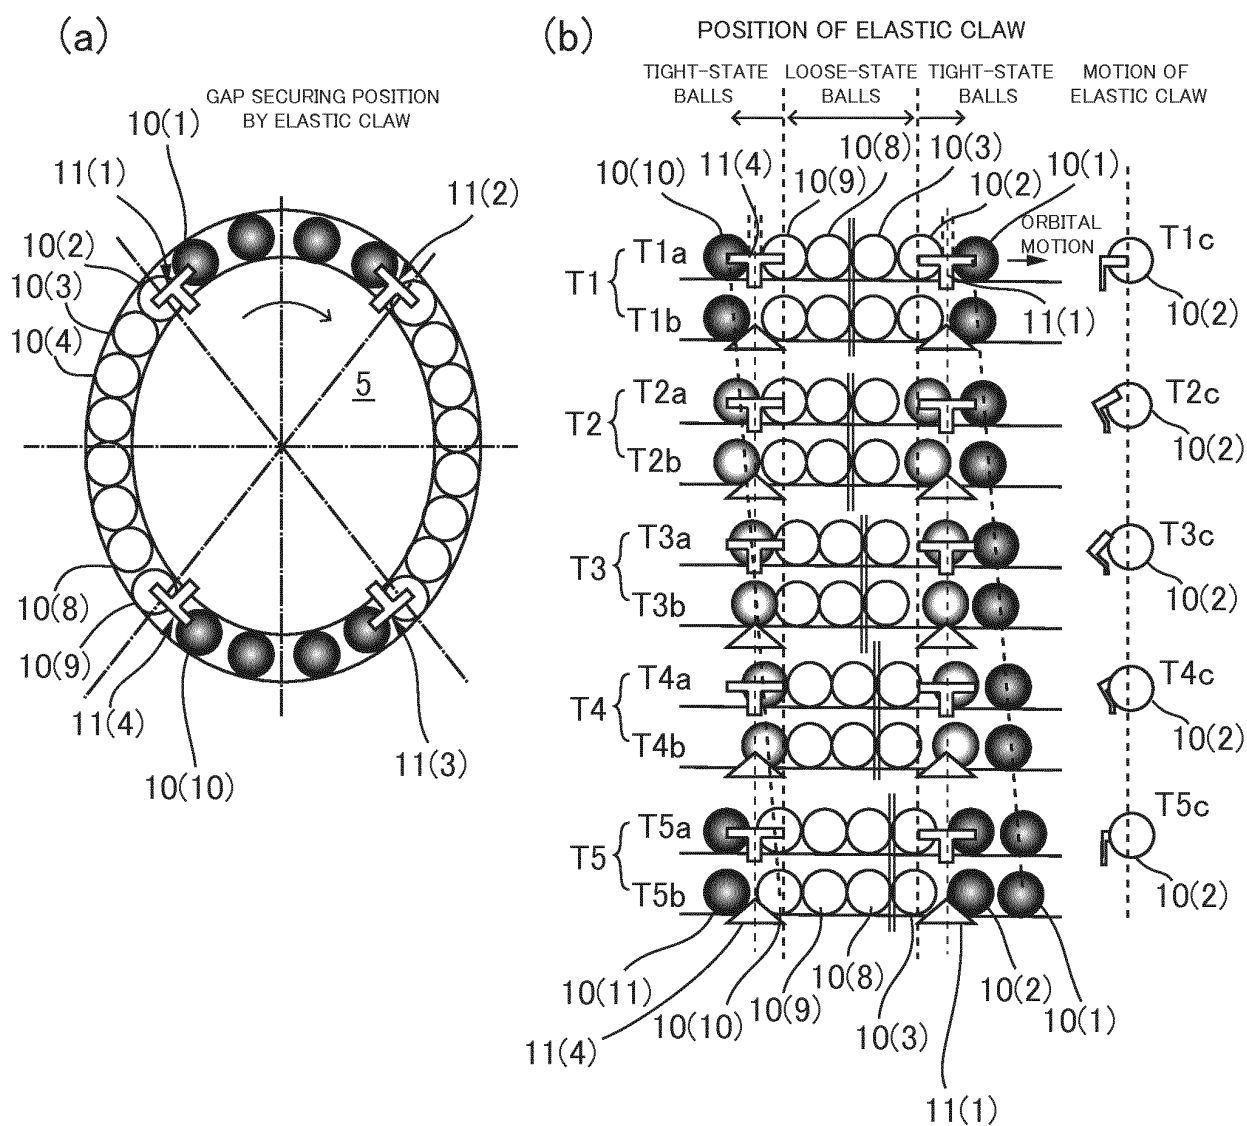 (a)
GAP SECURING POSITION
BY ELASTIC CLAW
10(1)
11(1)
11(2)
10(2)
10(3)
10(4)
5
10(8)
10(9)
11(4)
11(3)
10(10)
(b)
POSITION OF ELASTIC CLAW
TIGHT-STATE
BALLS
LOOSE-STATE
BALLS
TIGHT-STATE
BALLS
MOTION OF
ELASTIC CLAW
10(10)
11(4)
10(8)
10(9)
10(3)
10(2)
10(1)
ORBITAL
MOTION
T1
T1a
T1b
11(1)
T1c
10(2)
T2
T2a
T2b
T2c
10(2)
T3
T3a
T3b
T3c
10(2)
T4
T4a
T4b
T4c
10(2)
T5
T5a
T5b
T5c
10(2)
10(11)
11(4)
10(10)
10(9)
10(8)
10(3)
10(2)
10(1)
11(1)